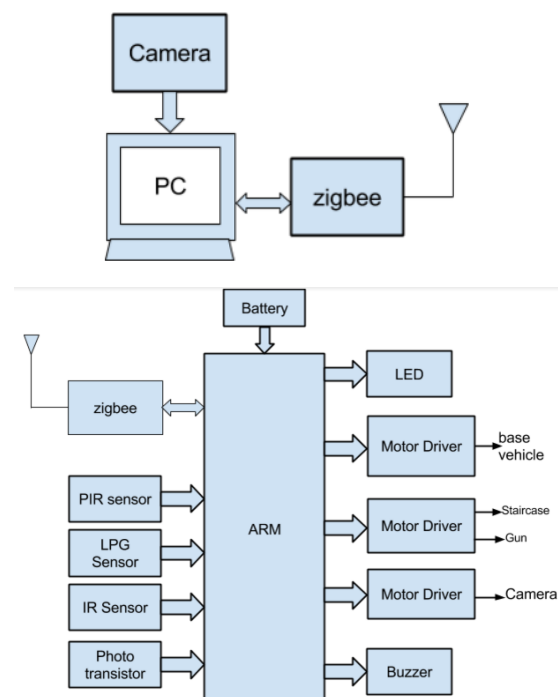 Camera
PC
zigbee
Battery
LED
zigbee
Motor Driver
base
vehicle
PIR sensor
ARM
Motor Driver
Staircase
Gun
LPG
Sensor
IR Sensor
Motor Driver
Camera
Photo
transistor
Buzzer